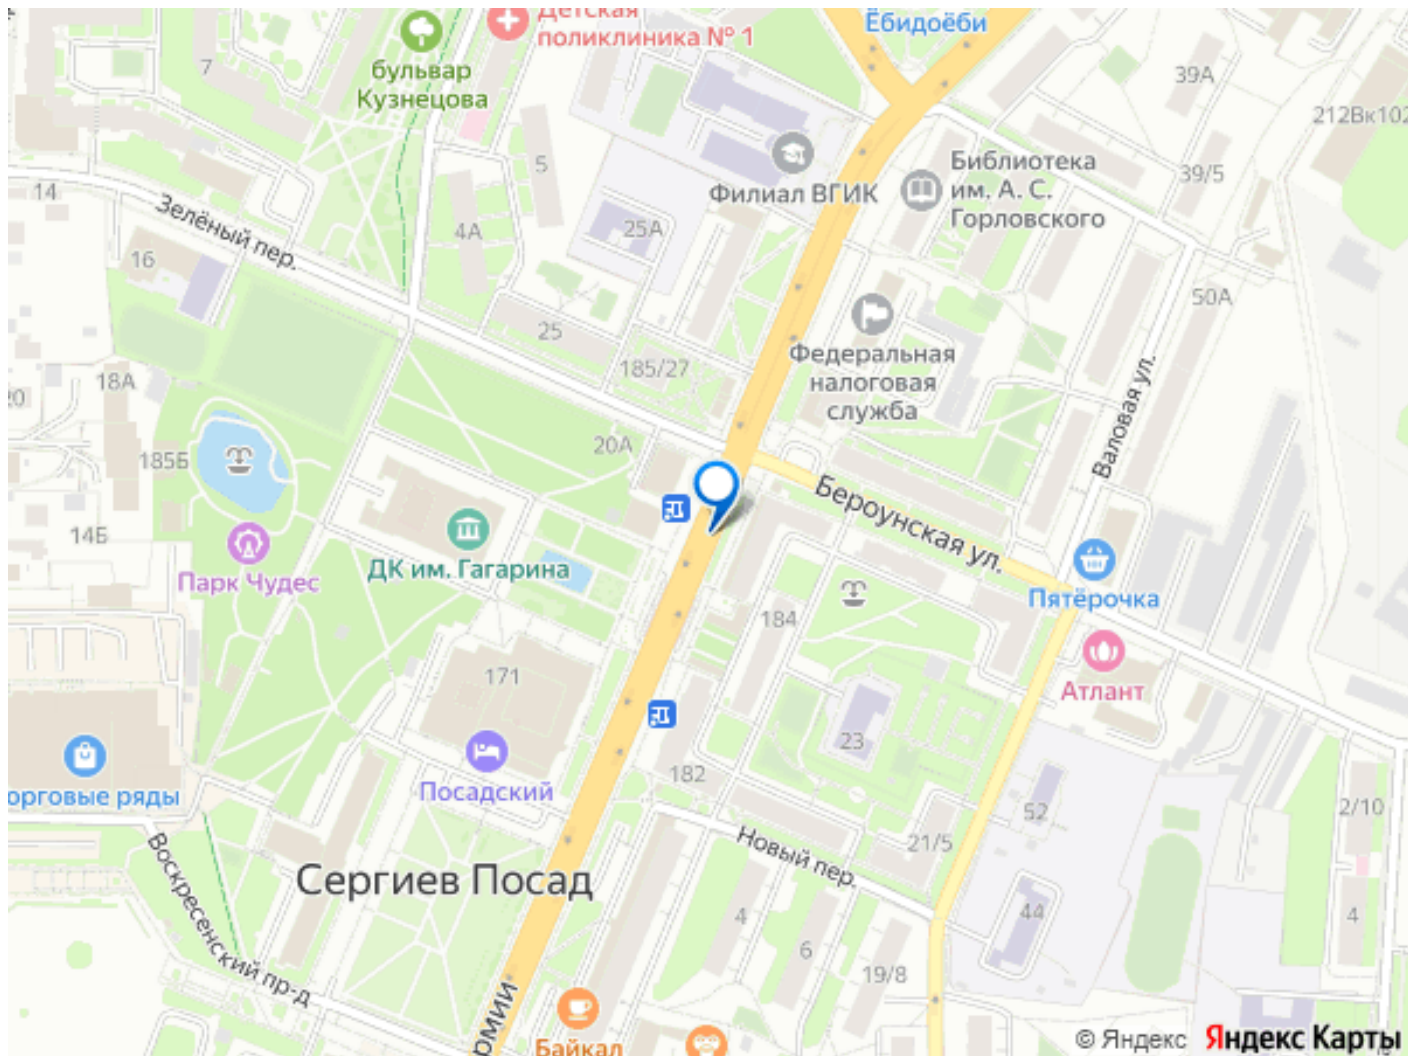 Детская
поликлиника № 1
Ёбидоёби
бульвар
Кузнецова
7
39А
212Вк102
5
Филиал ВГИК
Библиотека
им. А. С.
Горловского
39/5
14
Зелёный пер.
4А
25А
16
50А
25
185/27
Федеральная
налоговая
служба
18А
20
Валовая ул.
20А
185Б
Бероунская ул.
14Б
Парк Чудес
ДК им. Гагарина
Пятёрочка
184
171
Атлант
23
182
Посадский
орговые ряды
52
2/10
Воскресенский пр-д
Новый пер.
21/5
Сергиев Посад
4
44
4
6
19/8
рмии
Байкал
© Яндекс Яндекс Карты